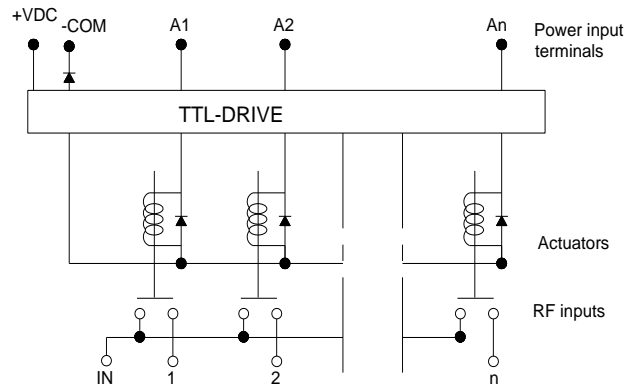 +VDC
-COM
A1
A2
An
Power input
terminals
TTL-DRIVE
Actuators
RF inputs
IN
1
2
n